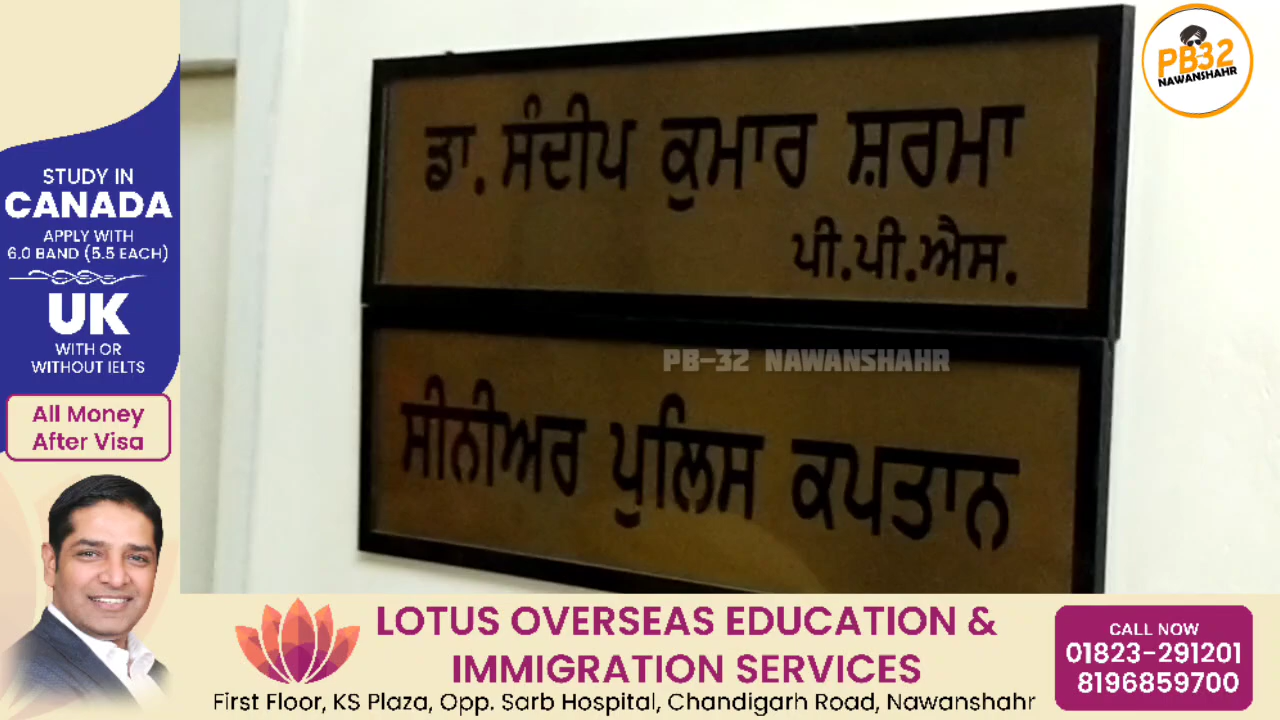 STUDY IN
CANADA
APPLY WITH
6.0 BAND (5.5 EACH)
UK
WITH OR
WITHOUT IELTS
All Money
After Visa
PB32
NAWANSHAHR
ਡਾ. ਸੰਦੀਪ ਕੁਮਾਰ ਸ਼ਰਮਾ
ਪੀ.ਪੀ.ਐਸ.
PB-32 NAWANSHAHR
ਸੀਨੀਅਰ ਪੁਲਿਸ ਕਪਤਾਨ
LOTUS OVERSEAS EDUCATION &
IMMIGRATION SERVICES
First Floor, KS Plaza, Opp. Sarb Hospital, Chandigarh Road, Nawanshahr
CALL NOW
01823-291201
8196859700